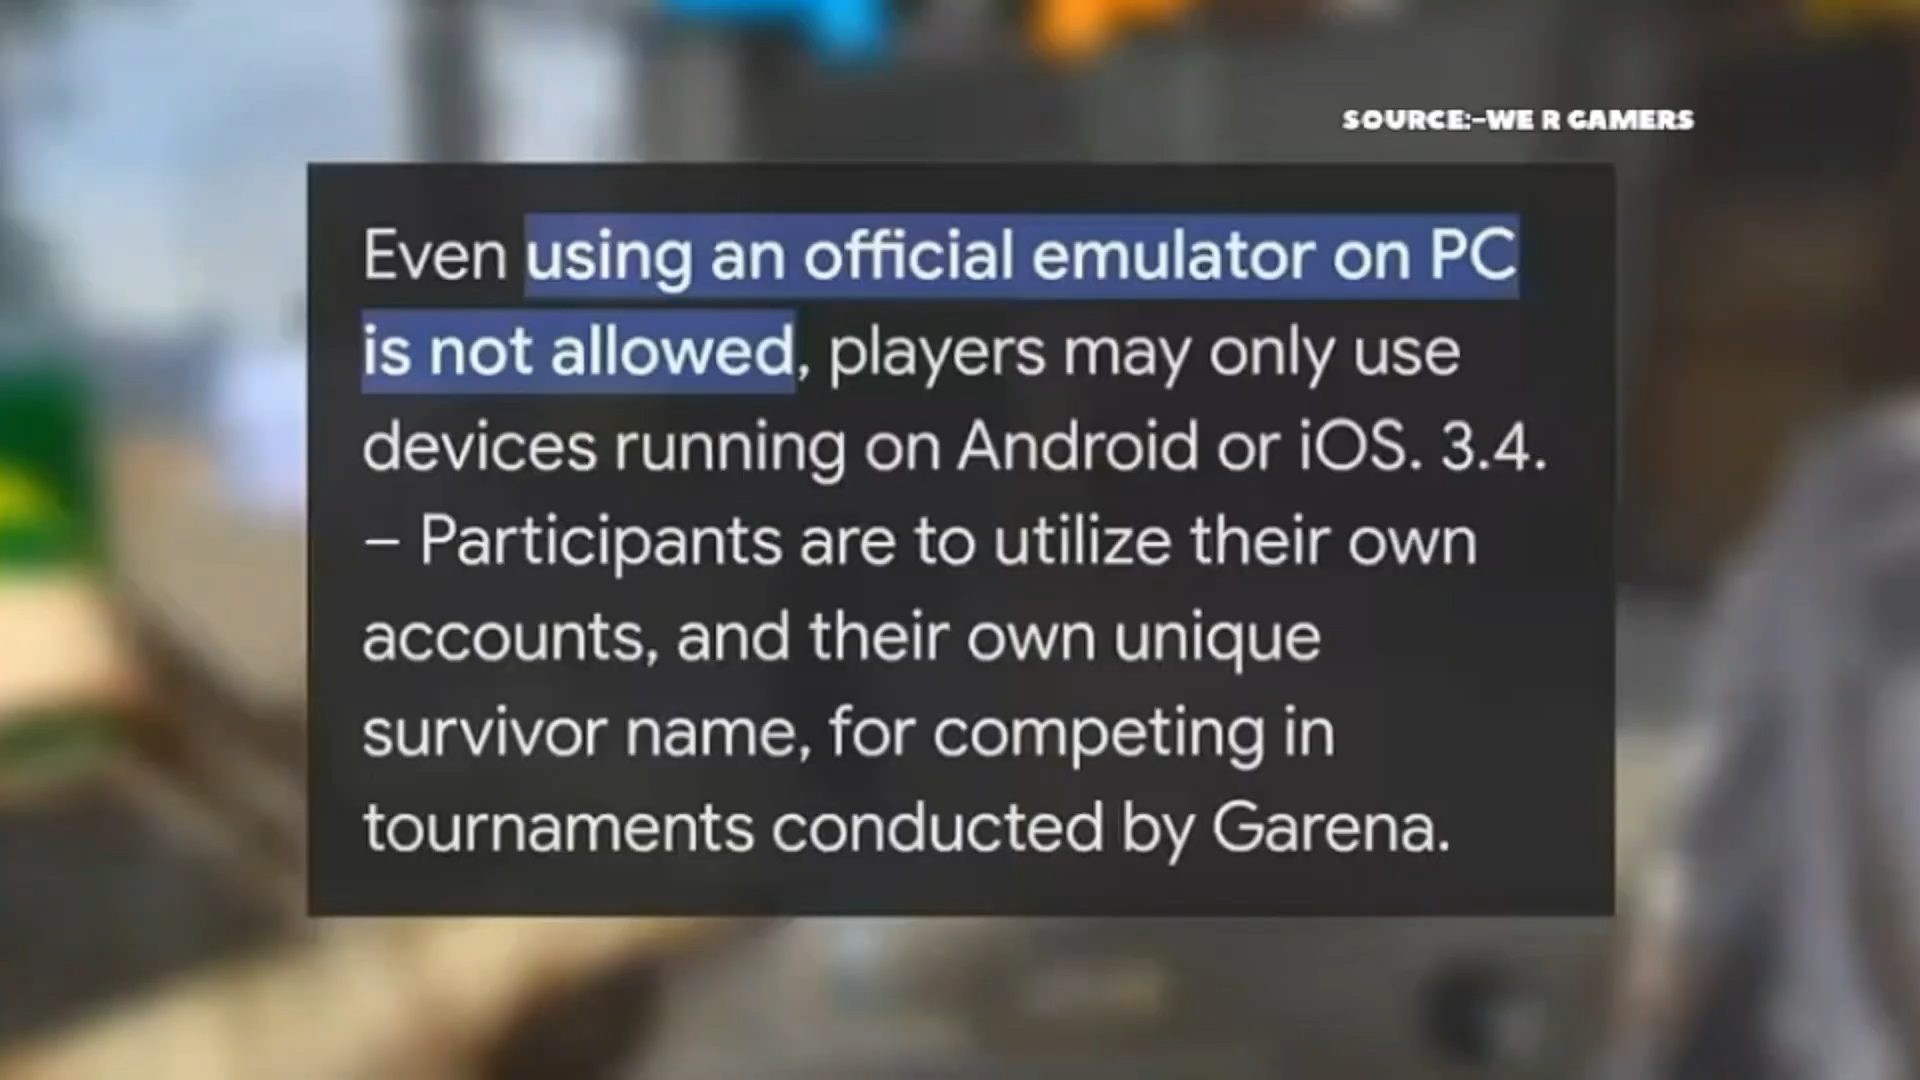 SOURCE:-WE R GAMERS
Even using an official emulator on PC
is not allowed, players may only use
devices running on Android or iOS. 3.4.
– Participants are to utilize their own
accounts, and their own unique
survivor name, for competing in
tournaments conducted by Garena.